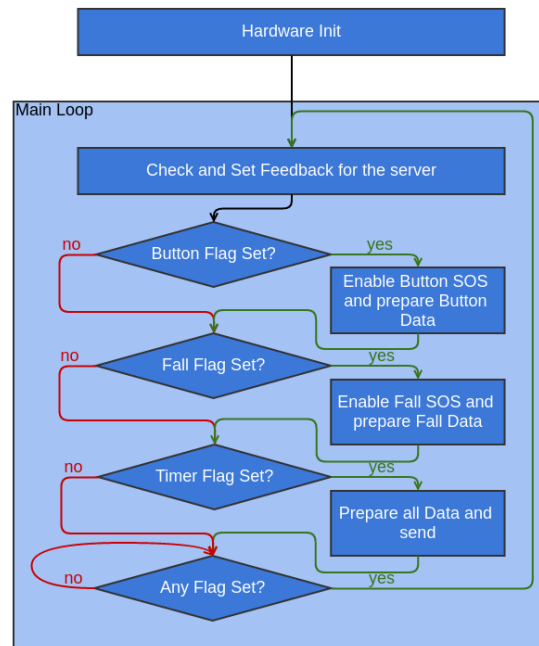 Hardware Init
Main Loop
Check and Set Feedback for the server
no
Button Flag Set?
yes
Enable Button SOS
and prepare Button
Data
no
Fall Flag Set?
yes
Enable Fall SOS and
prepare Fall Data
no
Timer Flag Set?
yes
Prepare all Data and
send
no
Any Flag Set?
yes